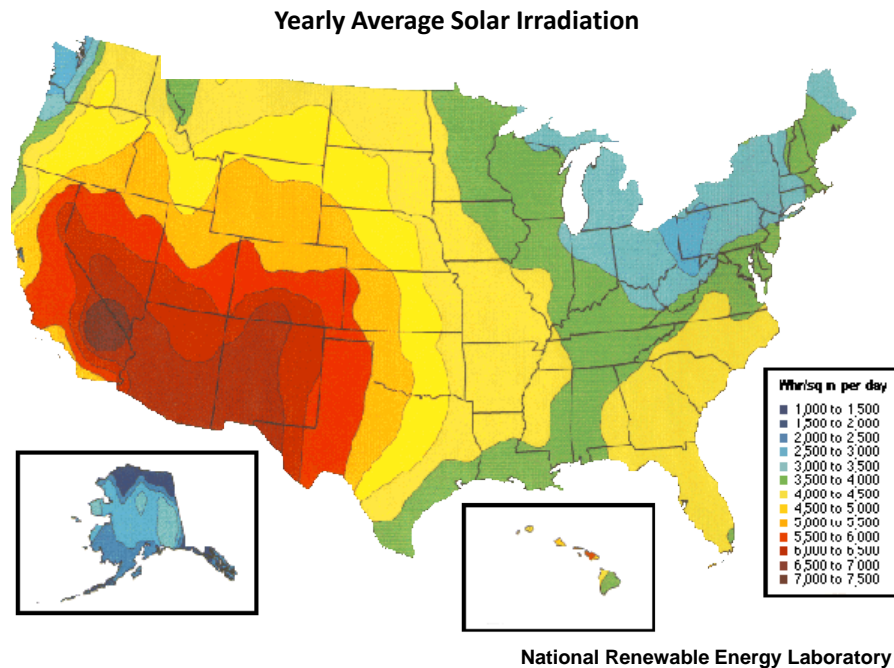 Yearly Average Solar Irradiation
Whr/sq m per day
1,000 to 1,500
1,500 to 2,000
2,000 to 2,500
2,500 to 3,000
3,000 to 3,500
3,500 to 4,000
4,000 to 4,500
4,500 to 5,000
5,000 to 5,500
5,500 to 6,000
6,000 to 6,500
6,500 to 7,000
7,000 to 7,500
National Renewable Energy Laboratory